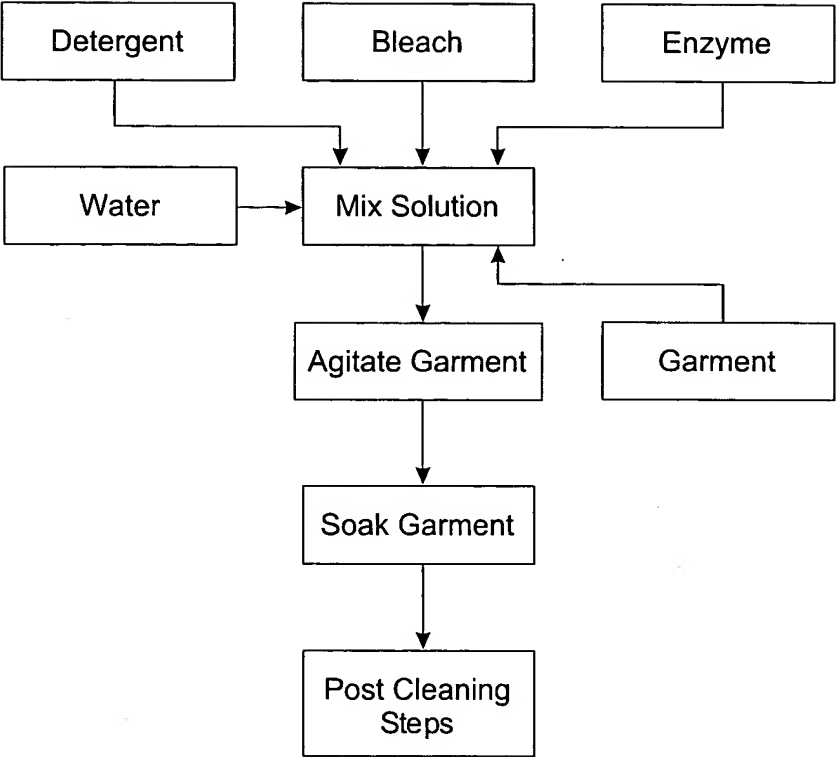 Detergent
Bleach
Enzyme
Water
Mix Solution
Agitate Garment
Garment
Soak Garment
Post Cleaning
Steps